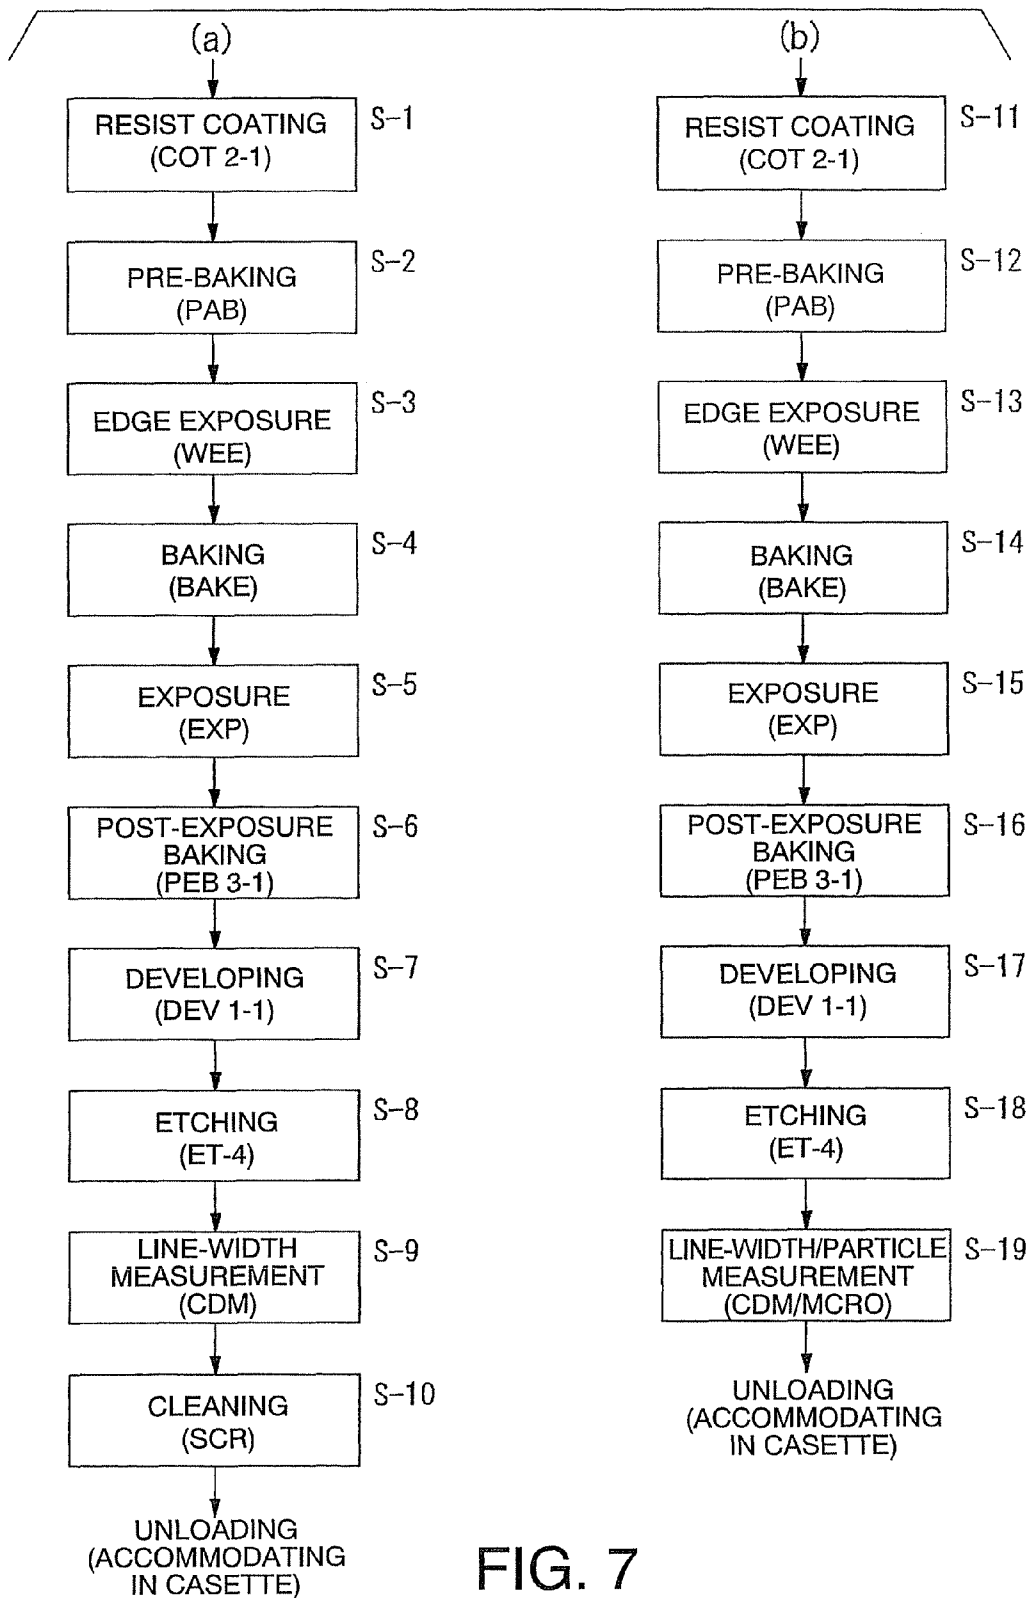 (a)
RESIST COATING
(COT 2-1)
S-1
PRE-BAKING
(PAB)
S-2
EDGE EXPOSURE
(WEE)
S-3
BAKING
(BAKE)
S-4
EXPOSURE
(EXP)
S-5
POST-EXPOSURE
BAKING
(PEB 3-1)
S-6
DEVELOPING
(DEV 1-1)
S-7
ETCHING
(ET-4)
S-8
LINE-WIDTH
MEASUREMENT
(CDM)
S-9
CLEANING
(SCR)
S-10
UNLOADING
(ACCOMMODATING
IN CASETTE)
(b)
RESIST COATING
(COT 2-1)
S-11
PRE-BAKING
(PAB)
S-12
EDGE EXPOSURE
(WEE)
S-13
BAKING
(BAKE)
S-14
EXPOSURE
(EXP)
S-15
POST-EXPOSURE
BAKING
(PEB 3-1)
S-16
DEVELOPING
(DEV 1-1)
S-17
ETCHING
(ET-4)
S-18
LINE-WIDTH/PARTICLE
MEASUREMENT
(CDM/MCRO)
S-19
UNLOADING
(ACCOMMODATING
IN CASETTE)
FIG. 7